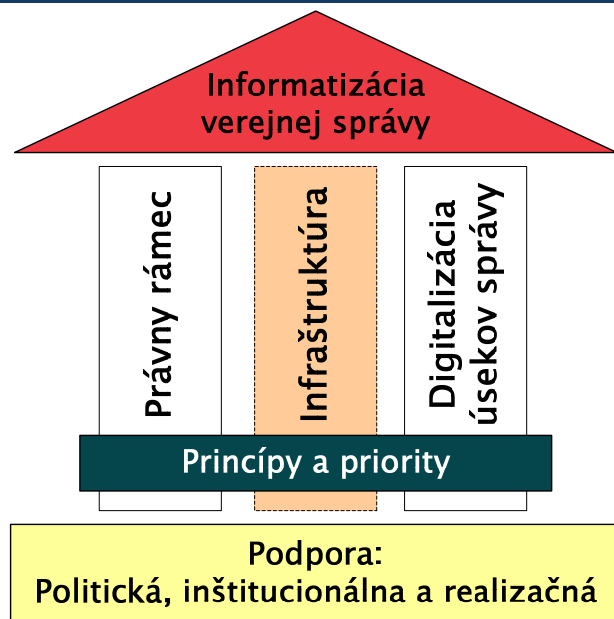 Informatizácia
verejnej správy
Právny rámec
Infraštruktúra
Digitalizácia
úsekov správy
Princípy a priority
Podpora:
Politická, inštitucionálna a realizačná